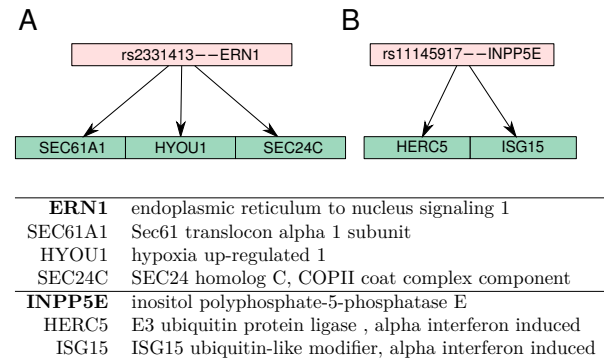 A B
rs2331413−−ERN1 rs11145917−−INPP5E
SEC61A1 HYOU1 SEC24C HERC5 ISG15
ERN1 endoplasmic reticulum to nucleus signaling 1
SEC61A1 Sec61 translocon alpha 1 subunit
HYOU1 hypoxia up-regulated 1
SEC24C SEC24 homolog C, COPII coat complex component
INPP5E inositol polyphosphate-5-phosphatase E
HERC5 E3 ubiquitin protein ligase , alpha interferon induced
ISG15 ISG15 ubiquitin-like modifier, alpha interferon induced